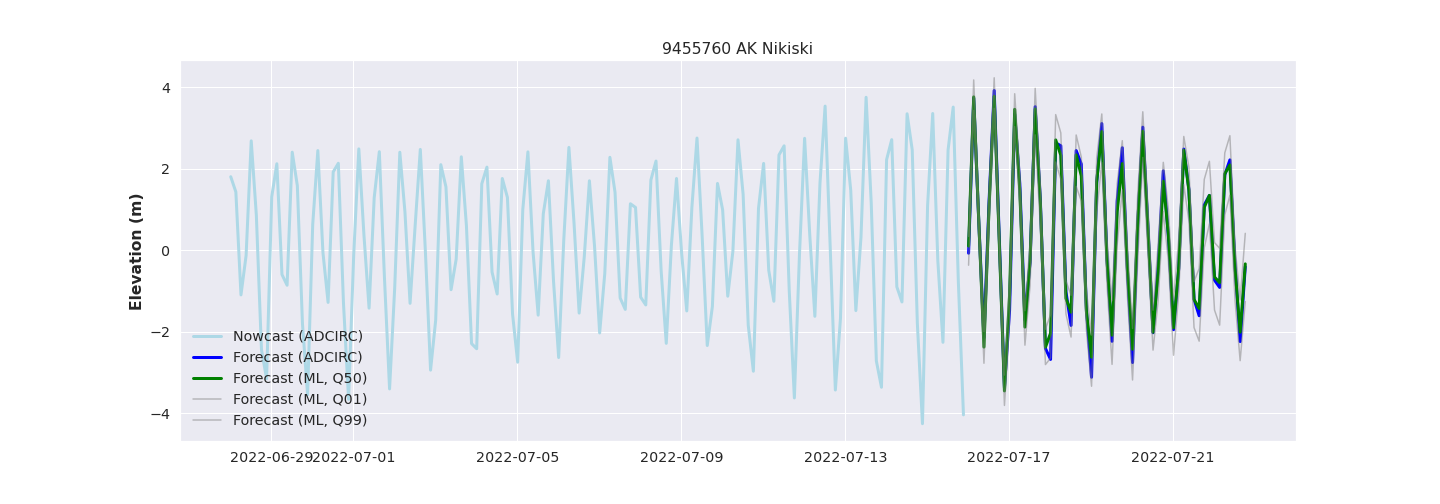 9455760 AK Nikiski
Elevation (m)
4
2
0
−2
−4
Nowcast (ADCIRC)
Forecast (ADCIRC)
Forecast (ML, Q50)
Forecast (ML, Q01)
Forecast (ML, Q99)
2022-06-29 2022-07-01 2022-07-05 2022-07-09 2022-07-13 2022-07-17 2022-07-21